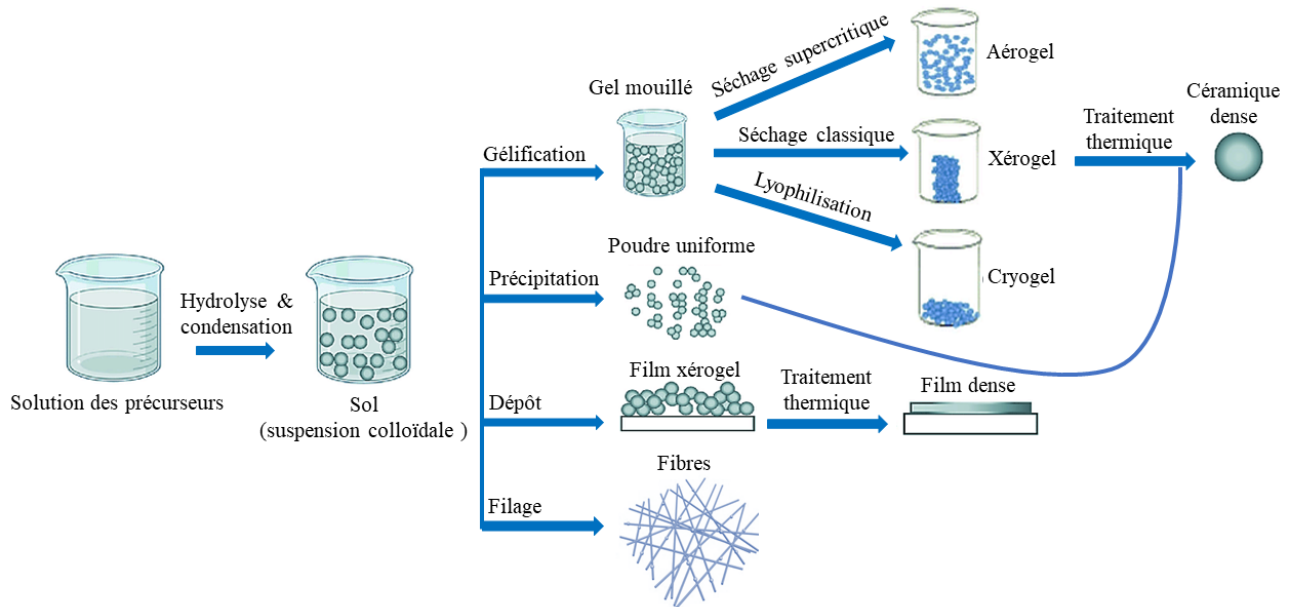 Solution des précurseurs
Hydrolyse &
condensation
Sol
(suspension colloïdale )
Gélification
Gel mouillé
Séchage supercritique
Aérogel
Séchage classique
Xérogel
Traitement
thermique
Céramique
dense
Lyophilisation
Cryogel
Précipitation
Poudre uniforme
Dépôt
Film xérogel
Traitement
thermique
Film dense
Filage
Fibres